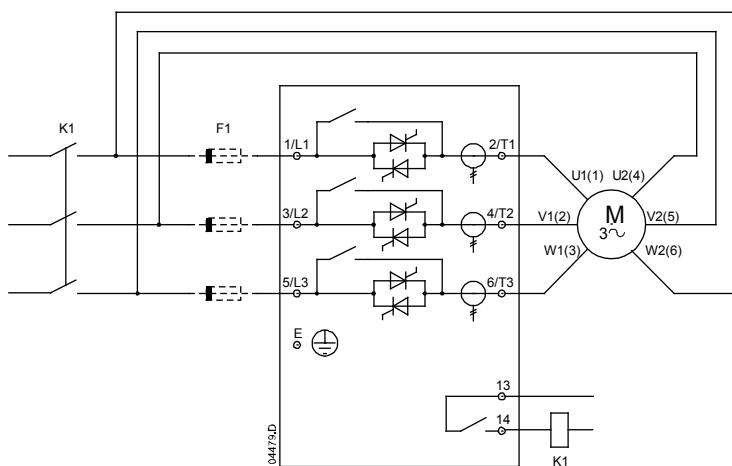 K1
F1
1/L1
2/T1
U1(1)
U2(4)
3/L2
4/T2
V1(2)
M
3~
V2(5)
W1(3)
W2(6)
5/L3
6/T3
E
13
14
K1
04479.D